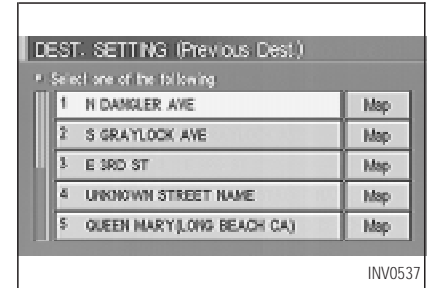 DEST. SETTING (Previous Dest.)
Select one of the following
1 N DANGLER AVE Map
2 S GRAYLOCK AVE Map
3 E 3RD ST Map
4 UNKNOWN STREET NAME Map
5 QUEEN MARY(LONG BEACH CA) Map
INV0537